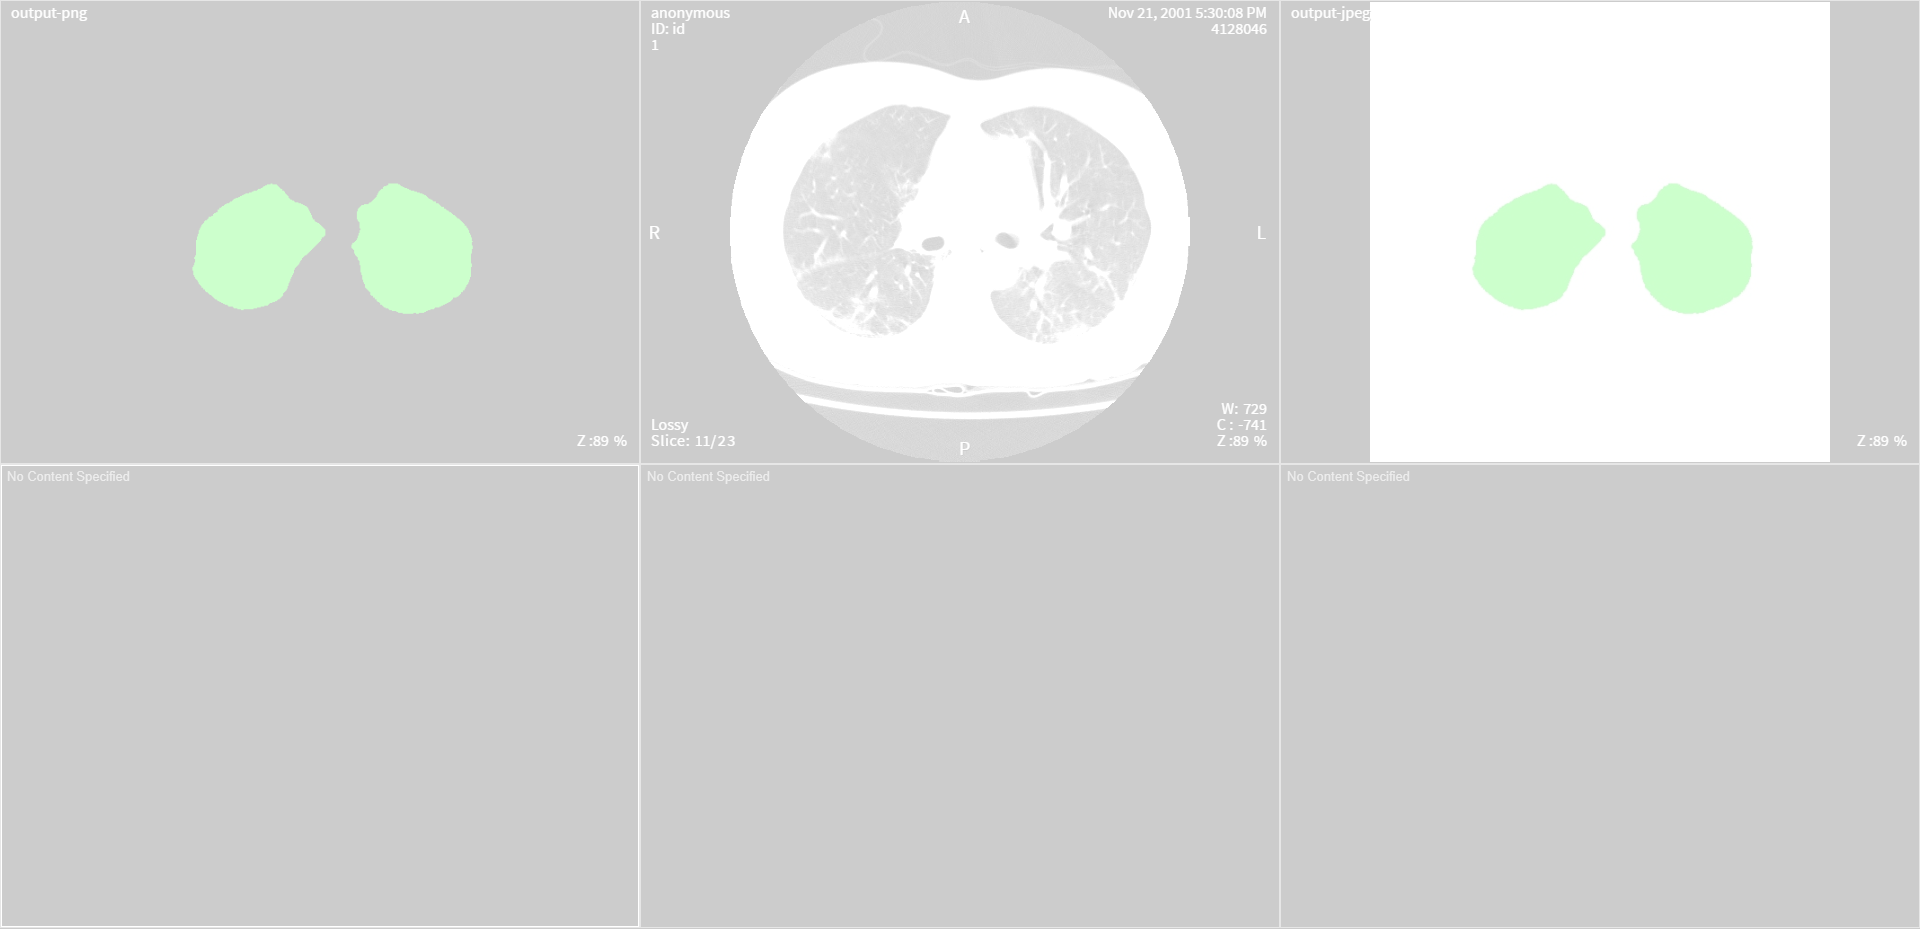 output-png
Z :89 %
anonymous
ID: id
1
A
Nov 21, 2001 5:30:08 PM
4128046
R
L
Lossy
Slice: 11/23
P
W: 729
C : -741
Z :89 %
output-jpeg
Z :89 %
No Content Specified
No Content Specified
No Content Specified